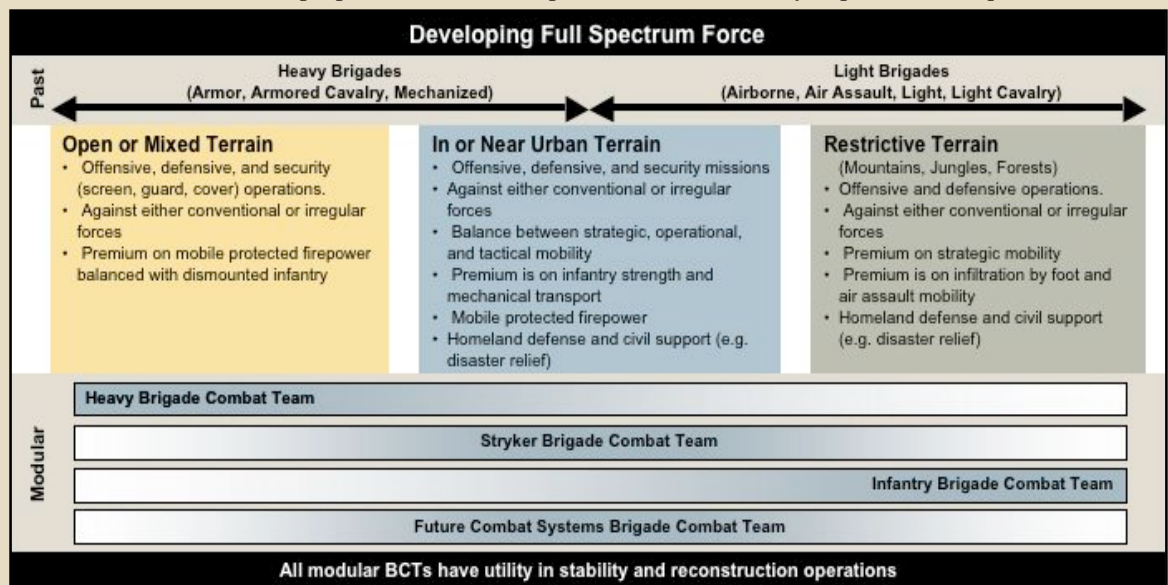 Developing Full Spectrum Force
Past
Heavy Brigades
(Armor, Armored Cavalry, Mechanized)
Light Brigades
(Airborne, Air Assault, Light, Light Cavalry)
Open or Mixed Terrain
• Offensive, defensive, and security
(screen, guard, cover) operations.
• Against either conventional or irregular
forces
• Premium on mobile protected firepower
balanced with dismounted infantry
In or Near Urban Terrain
• Offensive, defensive, and security missions
• Against either conventional or irregular
forces
• Balance between strategic, operational,
and tactical mobility
• Premium is on infantry strength and
mechanical transport
• Mobile protected firepower
• Homeland defense and civil support (e.g.
disaster relief)
Restrictive Terrain
(Mountains, Jungles, Forests)
• Offensive and defensive operations.
• Against either conventional or irregular
forces
• Premium on strategic mobility
• Premium is on infiltration by foot and
air assault mobility
• Homeland defense and civil support
(e.g. disaster relief)
Modular
Heavy Brigade Combat Team
Stryker Brigade Combat Team
Infantry Brigade Combat Team
Future Combat Systems Brigade Combat Team
All modular BCTs have utility in stability and reconstruction operations